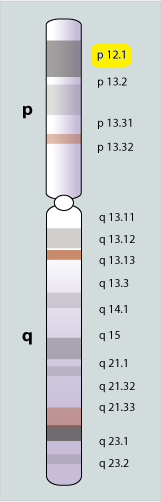 p 12.1
p 13.2
p
p 13.31
p 13.32
q 13.11
q 13.12
q 13.13
q 13.3
q 14.1
q
q 15
q 21.1
q 21.32
q 21.33
q 23.1
q 23.2